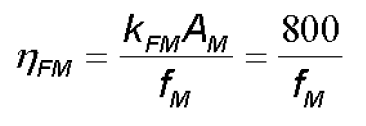 η_FM = k_FM A_M / f_M = 800 / f_M